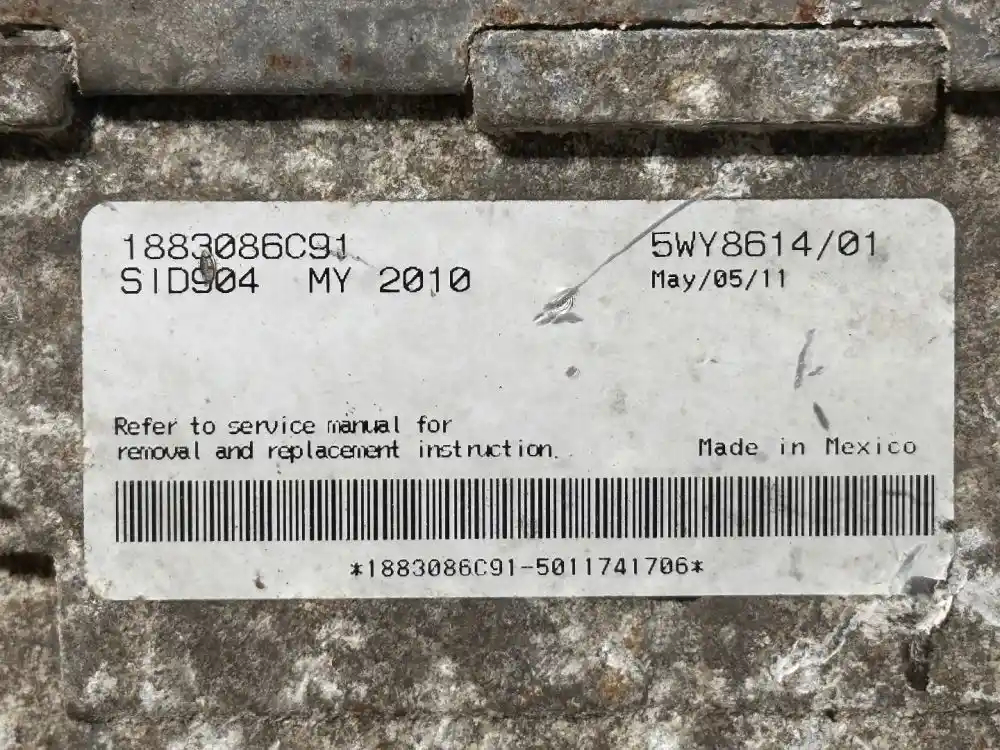 1883086C91 5WY8614/01
SID904 MY 2010 May/05/11
Refer to service manual for
removal and replacement instruction. Made in Mexico
*1883086C91-5011741706*